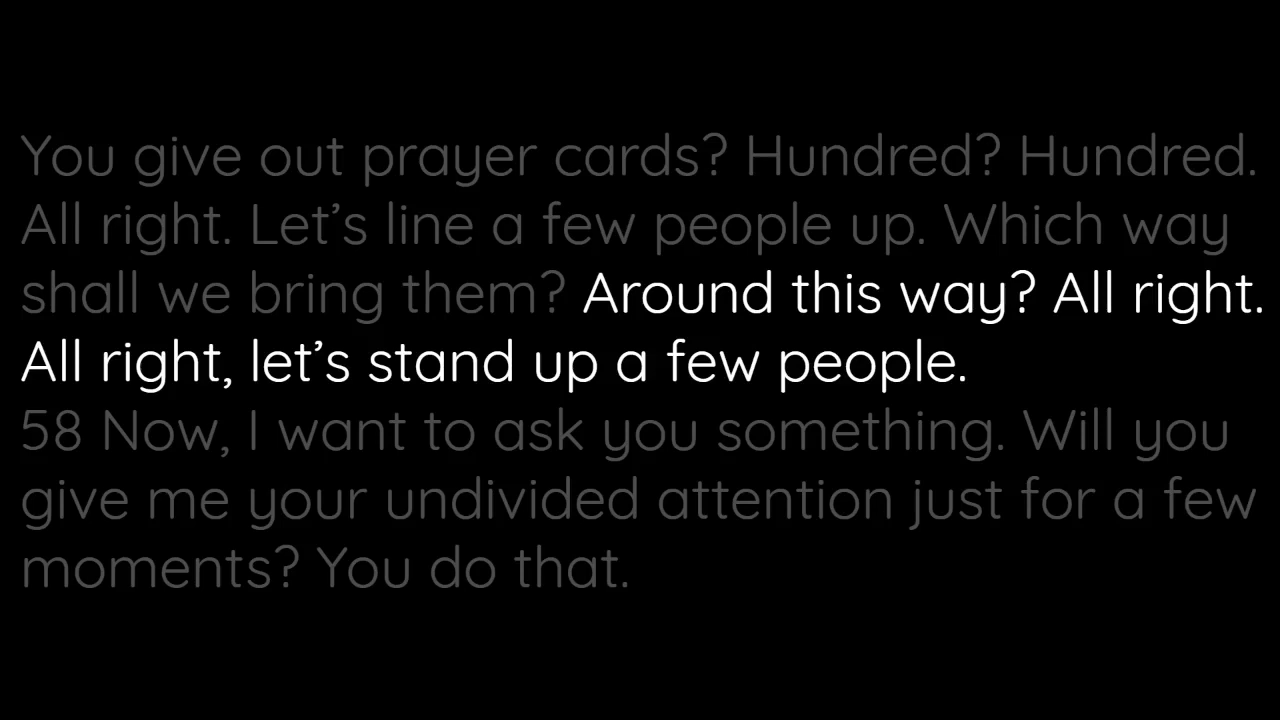 You give out prayer cards? Hundred? Hundred.
All right. Let’s line a few people up. Which way
shall we bring them? Around this way? All right.
All right, let’s stand up a few people.
58 Now, I want to ask you something. Will you
give me your undivided attention just for a few
moments? You do that.